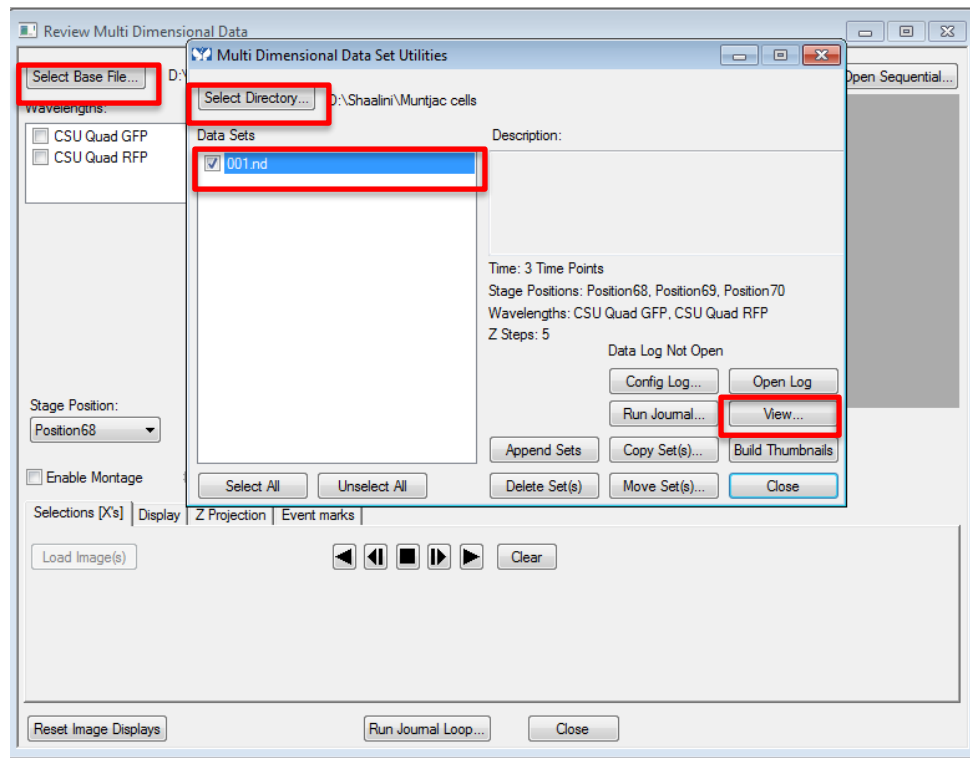 Review Multi Dimensional Data
Multi Dimensional Data Set Utilities
Select Base File...
D:\
Open Sequential...
Select Directory...
D:\Shaalini\Muntjac cells
Wavelengths:
CSU Quad GFP
CSU Quad RFP
Data Sets
Description:
001.nd
Time: 3 Time Points
Stage Positions: Position68, Position69, Position70
Wavelengths: CSU Quad GFP, CSU Quad RFP
Z Steps: 5
Data Log Not Open
Config Log...
Open Log
Run Journal...
View...
Append Sets
Copy Set(s)...
Build Thumbnails
Select All
Unselect All
Delete Set(s)
Move Set(s)...
Close
Stage Position:
Position68
Enable Montage
Selections [X's]
Display
Z Projection
Event marks
Load Image(s)
Clear
Reset Image Displays
Run Journal Loop...
Close